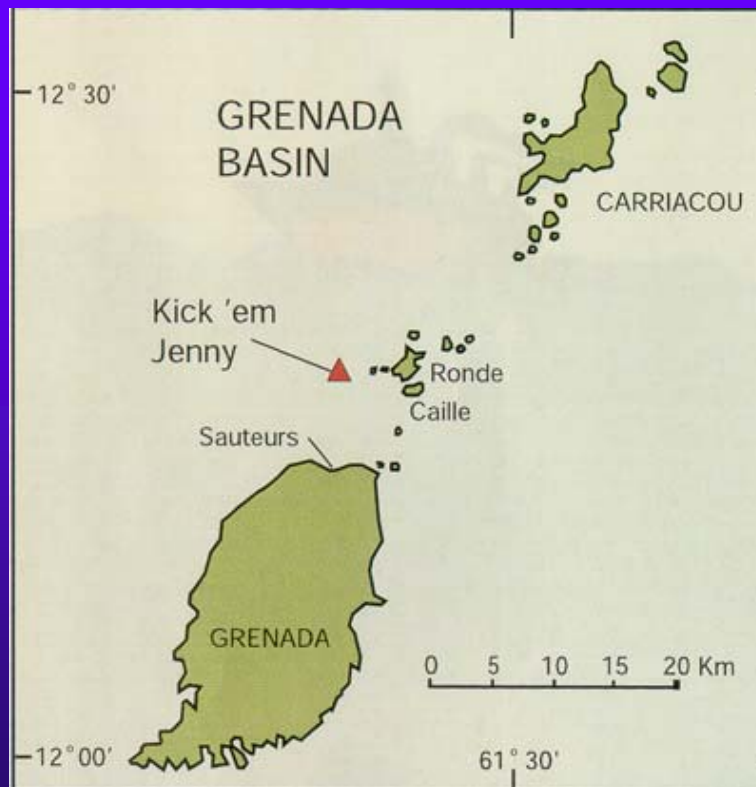 12° 30'
GRENADA
BASIN
CARRIACOU
Kick 'em
Jenny
Ronde
Caille
Sauteurs
GRENADA
0 5 10 15 20 Km
12° 00'
61° 30'